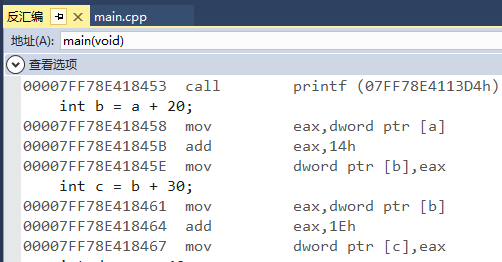 反汇编 main.cpp
地址(A): main(void)
查看选项
00007FF78E418453 call printf (07FF78E4113D4h)
int b = a + 20;
00007FF78E418458 mov eax,dword ptr [a]
00007FF78E41845B add eax,14h
00007FF78E41845E mov dword ptr [b],eax
int c = b + 30;
00007FF78E418461 mov eax,dword ptr [b]
00007FF78E418464 add eax,1Eh
00007FF78E418467 mov dword ptr [c],eax